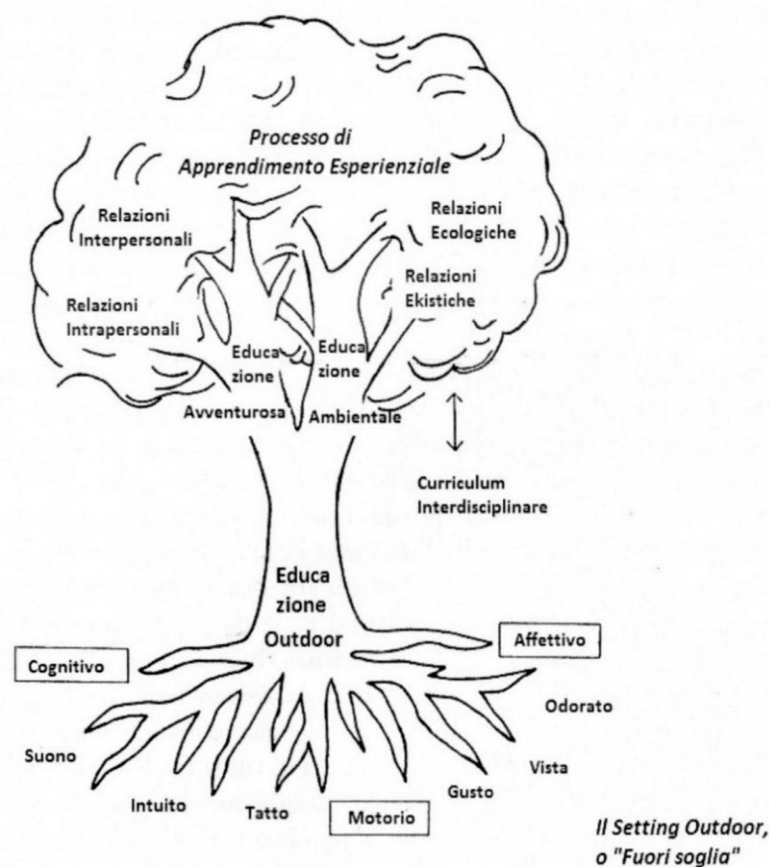 Processo di
Apprendimento Esperienziale
Relazioni
Interpersonali
Relazioni
Ecologiche
Relazioni
Ekistiche
Relazioni
Intrapersonali
Educa
zione
Avventurosa
Educa
zione
Ambientale
Curriculum
Interdisciplinare
Educa
zione
Outdoor
Cognitivo
Affettivo
Odorato
Suono
Vista
Intuito
Gusto
Tatto
Motorio
Il Setting Outdoor,
o "Fuori soglia"